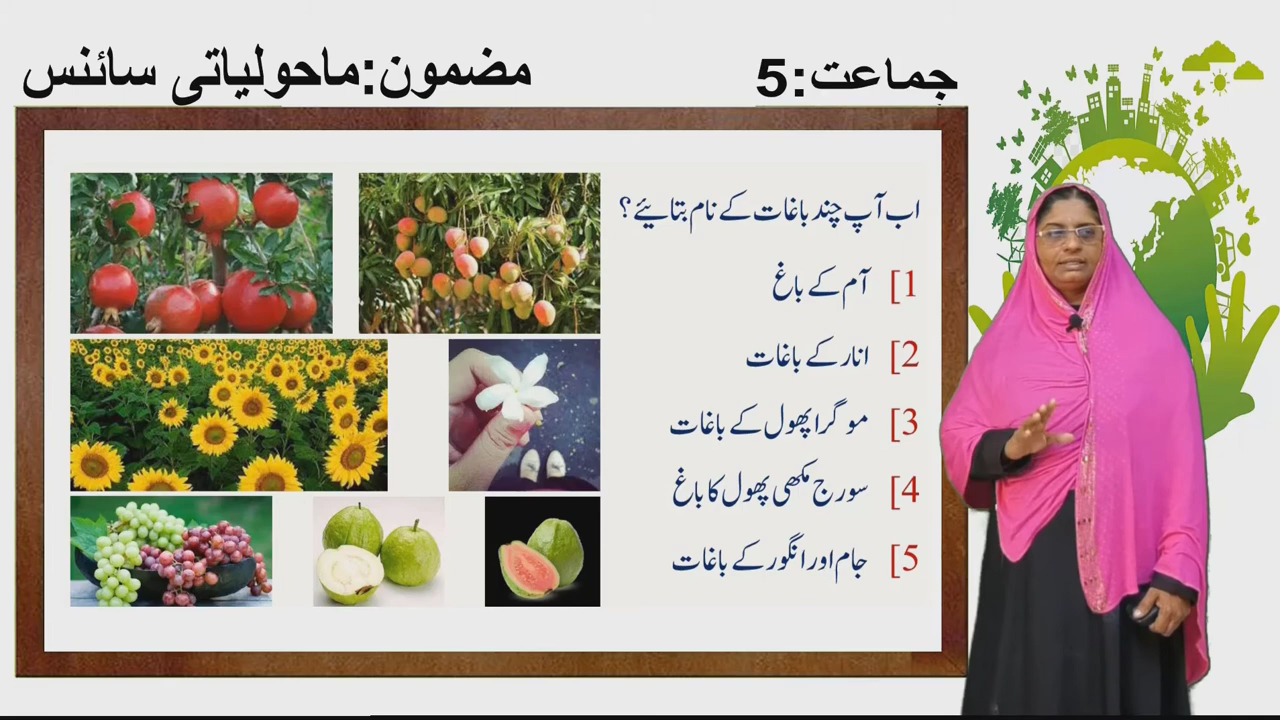 جماعت:5
مضمون:ماحولیاتی سائنس
اب آپ چند باغات کے نام بتایئے؟
1] آم کے باغ
2] انار کے باغات
3] موگرا پھول کے باغات
4] سورج مکھی پھول کا باغ
5] جام اور انگور کے باغات